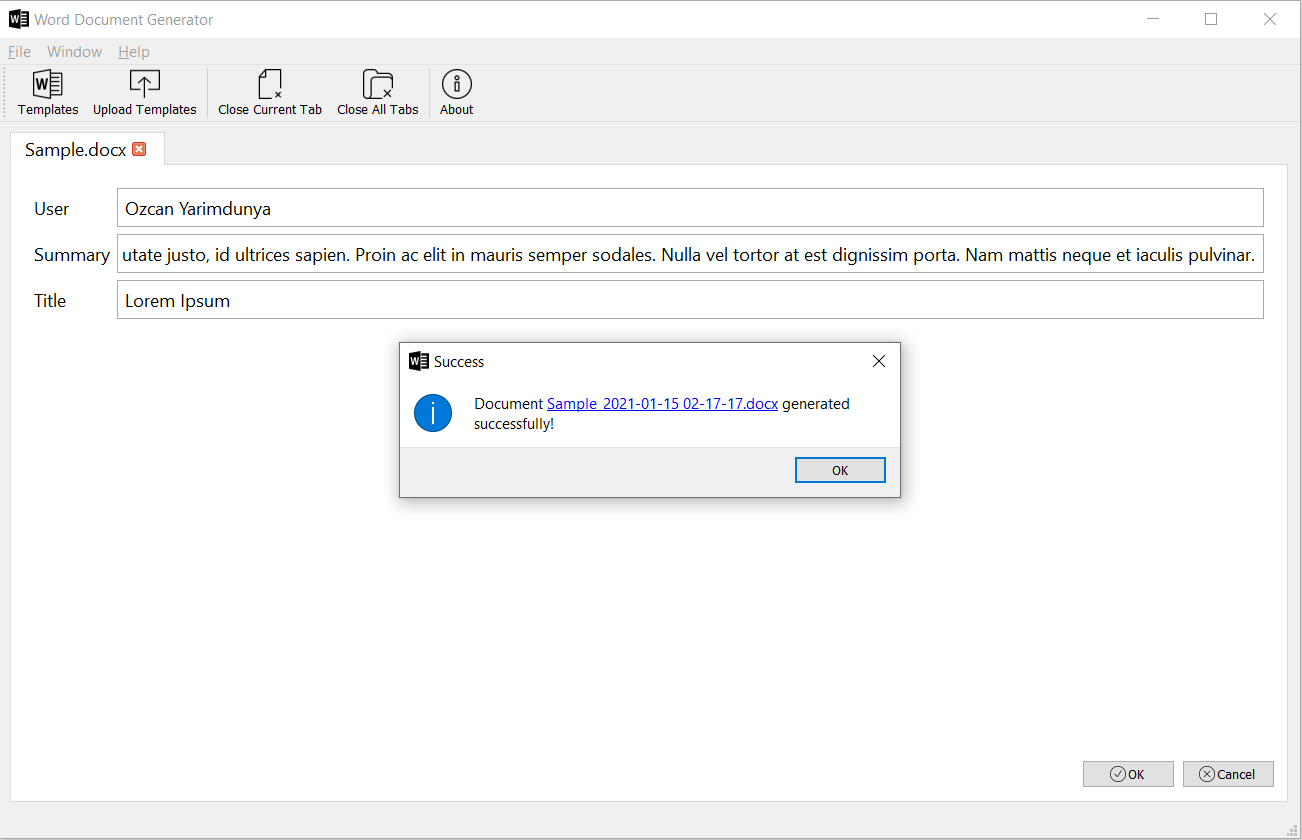 Word Document Generator
File Window Help
Templates Upload Templates Close Current Tab Close All Tabs About
Sample.docx
User Ozcan Yarimdunya
Summary utate justo, id ultrices sapien. Proin ac elit in mauris semper sodales. Nulla vel tortor at est dignissim porta. Nam mattis neque et iaculis pulvinar.
Title Lorem Ipsum
Success
Document Sample_2021-01-15 02-17-17.docx generated
successfully!
OK
OK Cancel